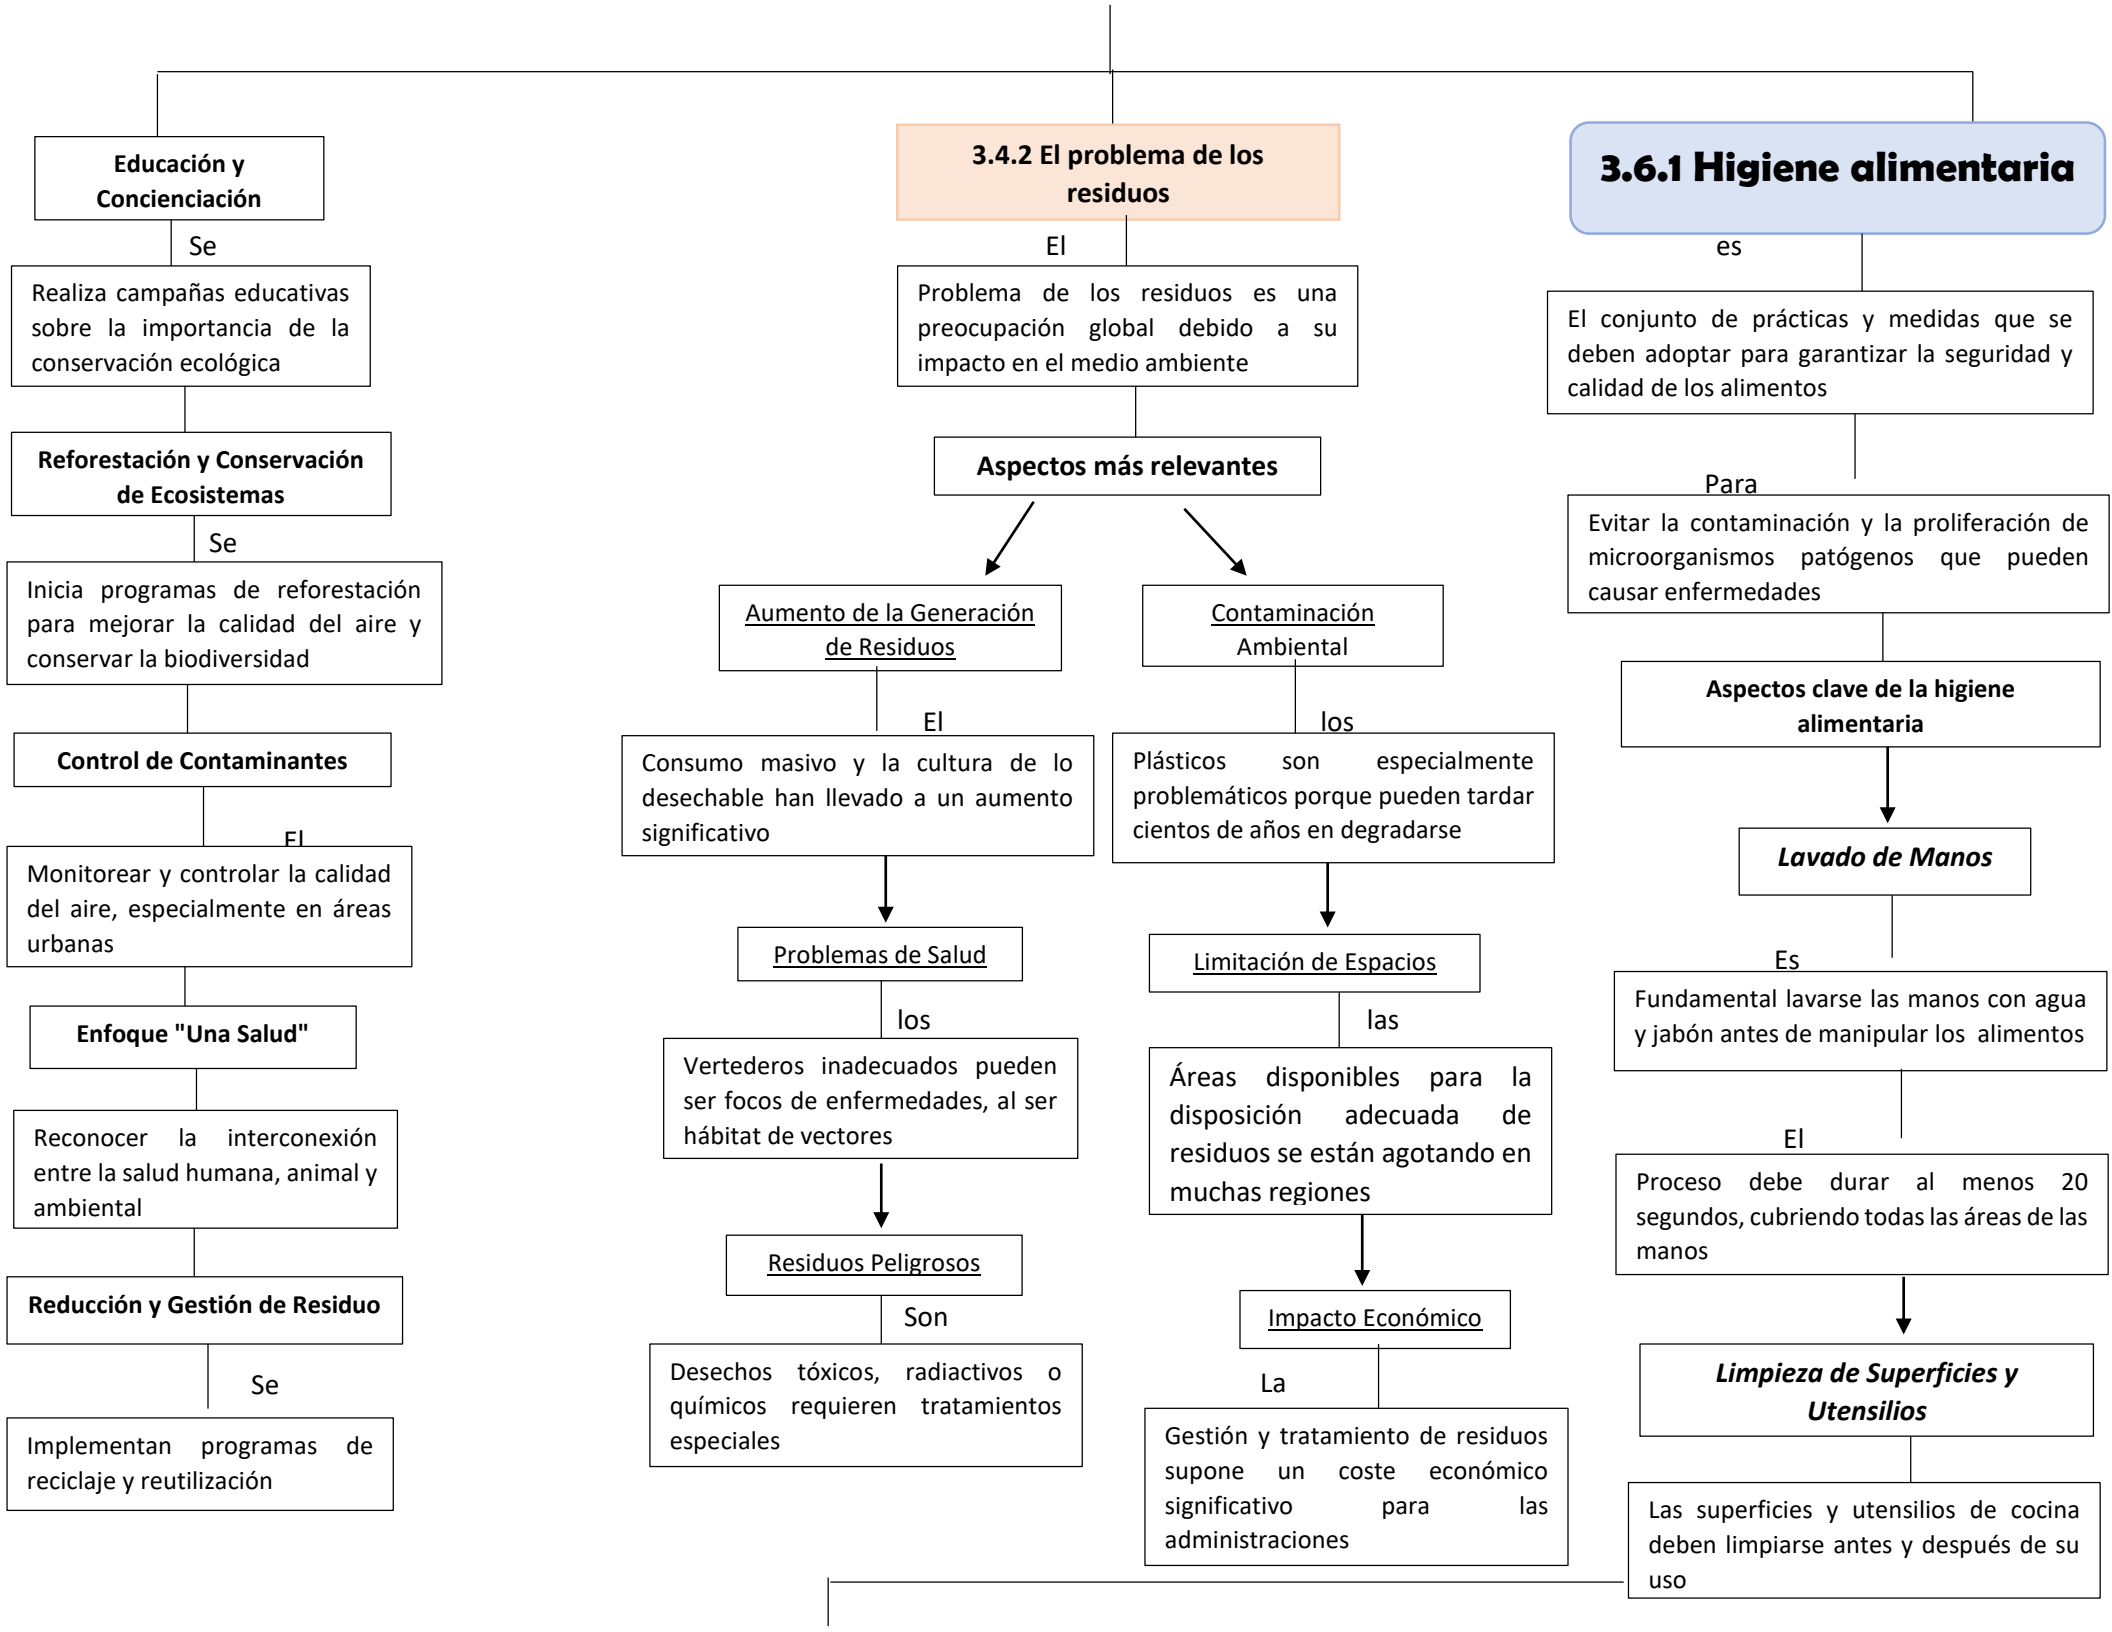 Educación y
Concienciación
Se
Realiza campañas educativas
sobre la importancia de la
conservación ecológica
Reforestación y Conservación
de Ecosistemas
Se
Inicia programas de reforestación
para mejorar la calidad del aire y
conservar la biodiversidad
Control de Contaminantes
El
Monitorear y controlar la calidad
del aire, especialmente en áreas
urbanas
Enfoque "Una Salud"
Reconocer la interconexión
entre la salud humana, animal y
ambiental
Reducción y Gestión de Residuo
Se
Implementan programas de
reciclaje y reutilización
3.4.2 El problema de los
residuos
El
Problema de los residuos es una
preocupación global debido a su
impacto en el medio ambiente
Aspectos más relevantes
Aumento de la Generación
de Residuos
El
Consumo masivo y la cultura de lo
desechable han llevado a un aumento
significativo
Problemas de Salud
los
Vertederos inadecuados pueden
ser focos de enfermedades, al ser
hábitat de vectores
Residuos Peligrosos
Son
Desechos tóxicos, radiactivos o
químicos requieren tratamientos
especiales
Contaminación
Ambiental
los
Plásticos son especialmente
problemáticos porque pueden tardar
cientos de años en degradarse
Limitación de Espacios
las
Áreas disponibles para la
disposición adecuada de
residuos se están agotando en
muchas regiones
Impacto Económico
La
Gestión y tratamiento de residuos
supone un coste económico
significativo para las
administraciones
3.6.1 Higiene alimentaria
es
El conjunto de prácticas y medidas que se
deben adoptar para garantizar la seguridad y
calidad de los alimentos
Para
Evitar la contaminación y la proliferación de
microorganismos patógenos que pueden
causar enfermedades
Aspectos clave de la higiene
alimentaria
Lavado de Manos
Es
Fundamental lavarse las manos con agua
y jabón antes de manipular los alimentos
El
Proceso debe durar al menos 20
segundos, cubriendo todas las áreas de las
manos
Limpieza de Superficies y
Utensilios
Las superficies y utensilios de cocina
deben limpiarse antes y después de su
uso